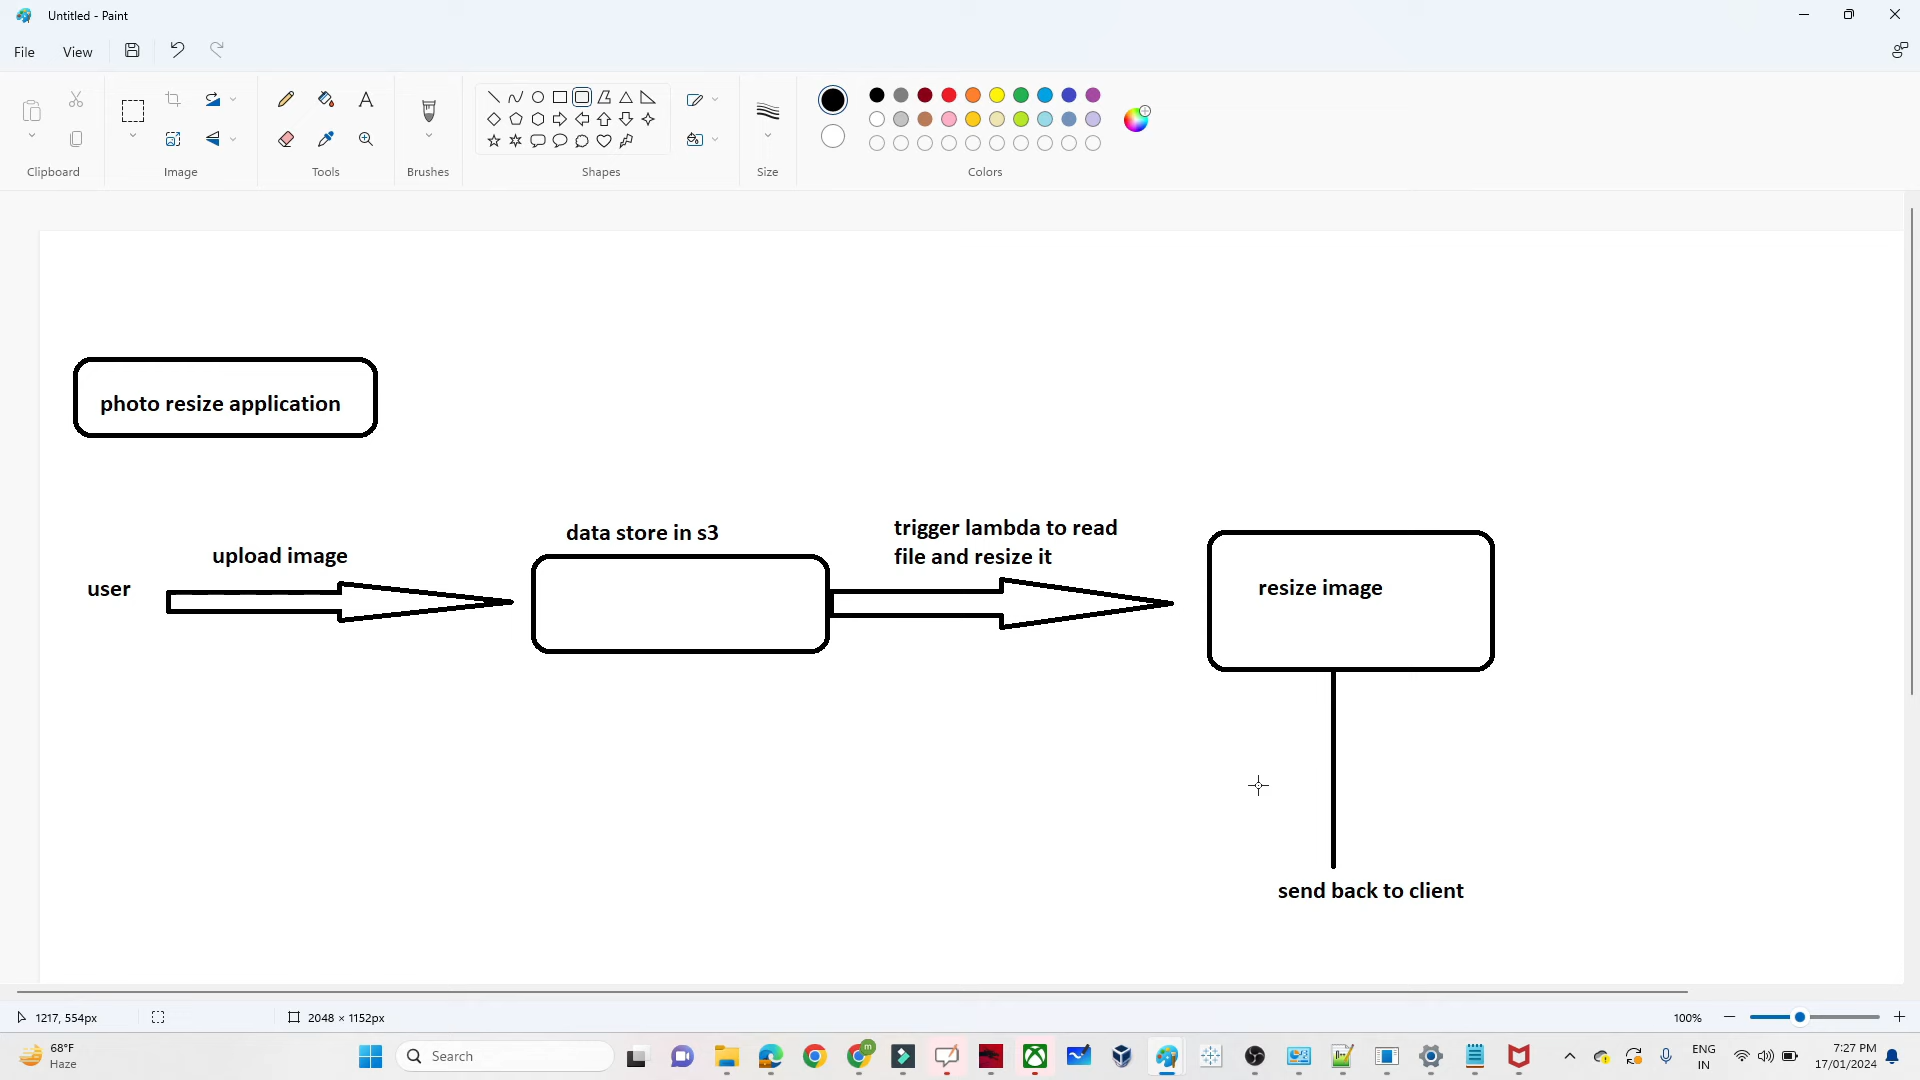 Untitled - Paint
File
View
Clipboard
Image
Tools
Brushes
Shapes
Size
Colors
photo resize application
data store in s3
trigger lambda to read
file and resize it
upload image
user
resize image
send back to client
1217, 554px
2048 × 1152px
100%
68°F
Haze
Search
m
ENG
IN
7:27 PM
17/01/2024